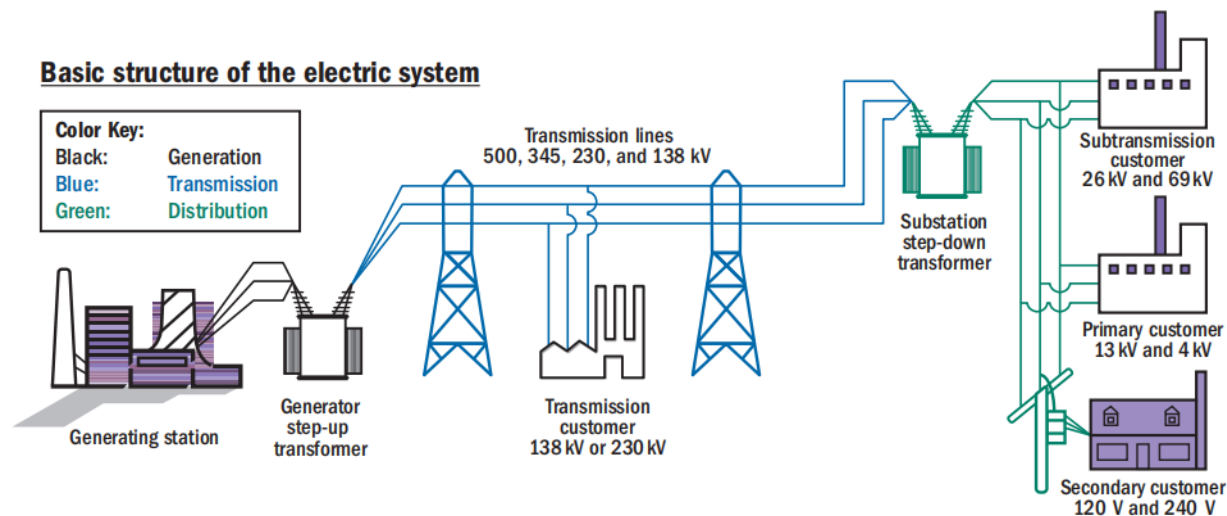 Basic structure of the electric system
Color Key:
Black: Generation
Blue: Transmission
Green: Distribution
Transmission lines
500, 345, 230, and 138 kV
Generating station
Generator
step-up
transformer
Transmission
customer
138 kV or 230 kV
Substation
step-down
transformer
Subtransmission
customer
26 kV and 69 kV
Primary customer
13 kV and 4 kV
Secondary customer
120 V and 240 V